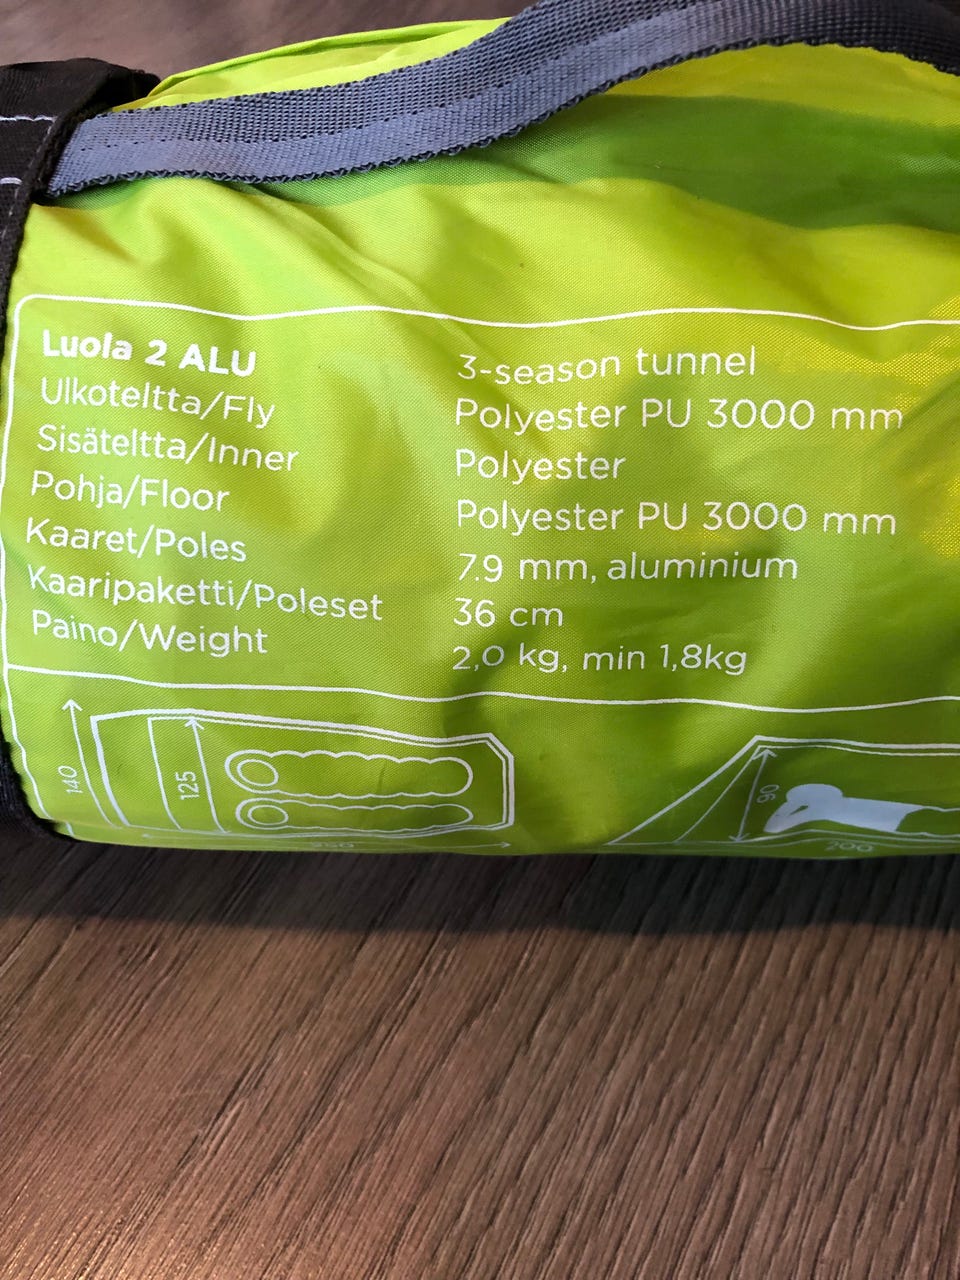 Luola 2 ALU 3-season tunnel
Ulkoteltta/Fly Polyester PU 3000 mm
Sisäteltta/Inner Polyester
Pohja/Floor Polyester PU 3000 mm
Kaaret/Poles 7.9 mm, aluminium
Kaaripaketti/Poleset 36 cm
Paino/Weight 2,0 kg, min 1,8kg
140
125
90
200